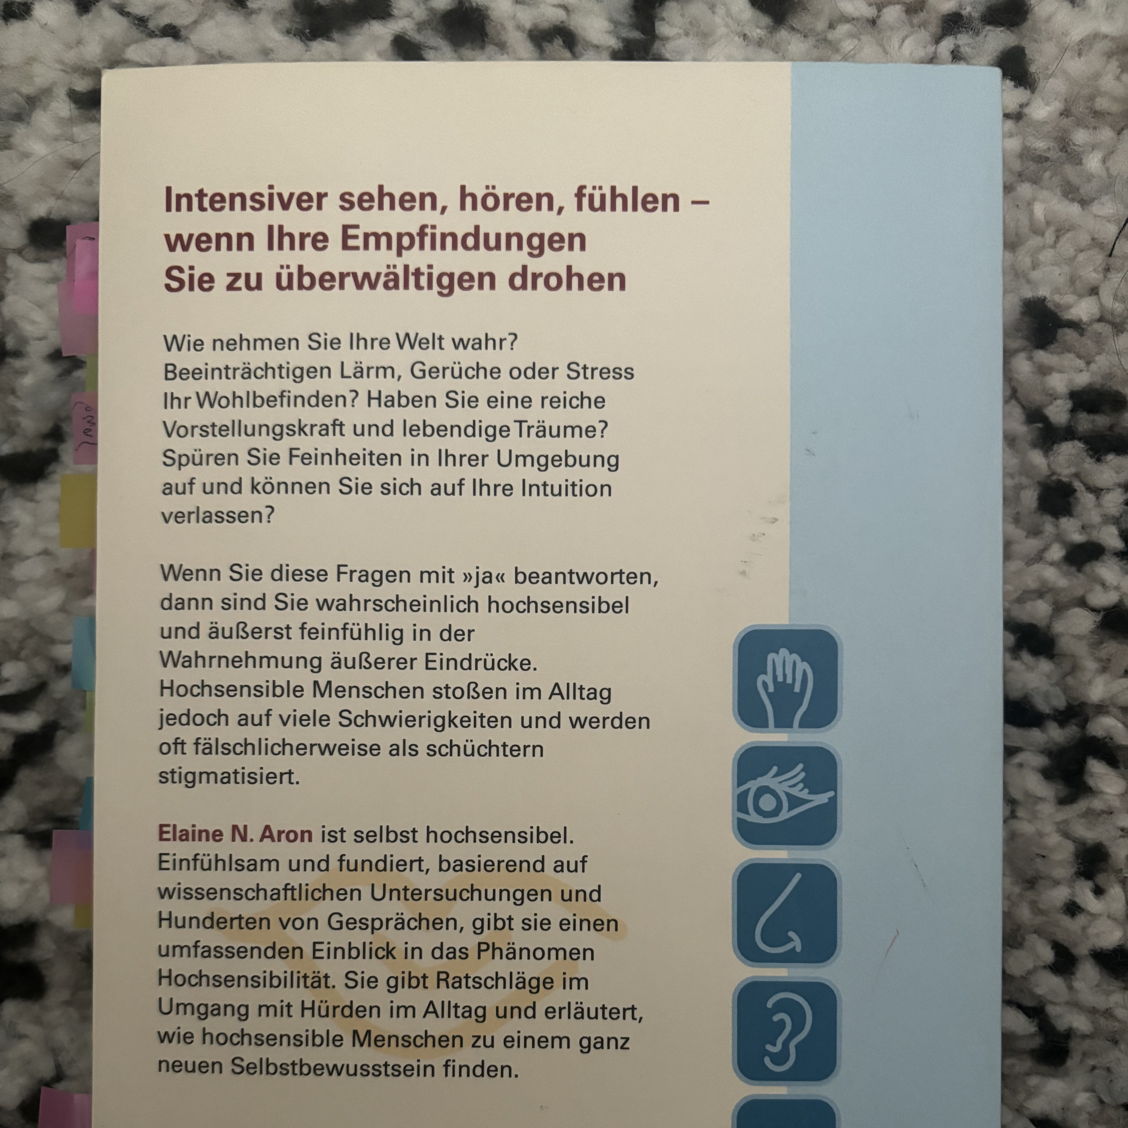 Intensiver sehen, hören, fühlen –
wenn Ihre Empfindungen
Sie zu überwältigen drohen
Wie nehmen Sie Ihre Welt wahr?
Beeinträchtigen Lärm, Gerüche oder Stress
Ihr Wohlbefinden? Haben Sie eine reiche
Vorstellungskraft und lebendige Träume?
Spüren Sie Feinheiten in Ihrer Umgebung
auf und können Sie sich auf Ihre Intuition
verlassen?
Wenn Sie diese Fragen mit »ja« beantworten,
dann sind Sie wahrscheinlich hochsensibel
und äußerst feinfühlig in der
Wahrnehmung äußerer Eindrücke.
Hochsensible Menschen stoßen im Alltag
jedoch auf viele Schwierigkeiten und werden
oft fälschlicherweise als schüchtern
stigmatisiert.
Elaine N. Aron ist selbst hochsensibel.
Einfühlsam und fundiert, basierend auf
wissenschaftlichen Untersuchungen und
Hunderten von Gesprächen, gibt sie einen
umfassenden Einblick in das Phänomen
Hochsensibilität. Sie gibt Ratschläge im
Umgang mit Hürden im Alltag und erläutert,
wie hochsensible Menschen zu einem ganz
neuen Selbstbewusstsein finden.